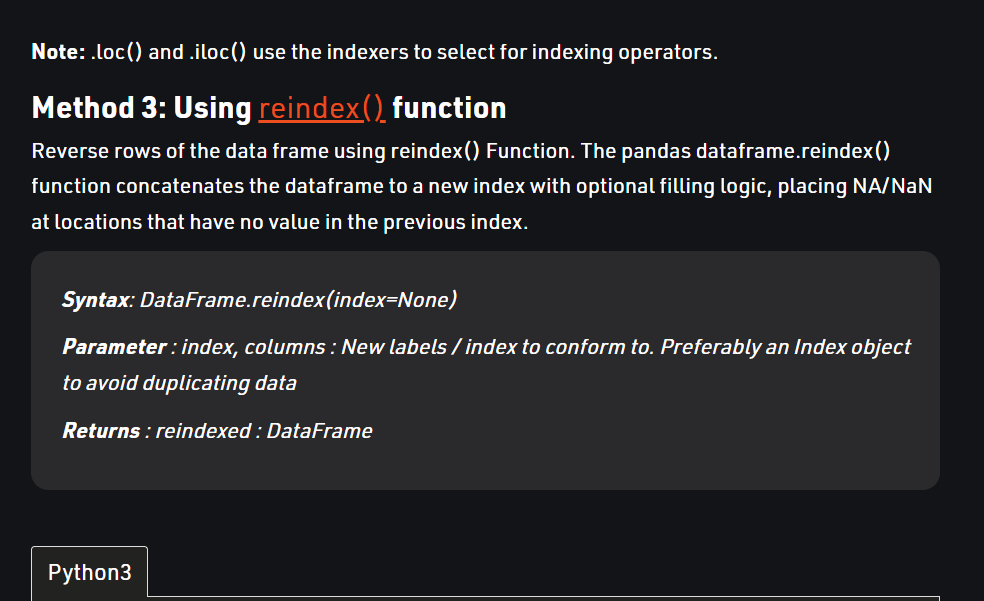 Note: .loc() and .iloc() use the indexers to select for indexing operators.
Method 3: Using reindex() function
Reverse rows of the data frame using reindex() Function. The pandas dataframe.reindex()
function concatenates the dataframe to a new index with optional filling logic, placing NA/NaN
at locations that have no value in the previous index.
Syntax: DataFrame.reindex(index=None)
Parameter : index, columns : New labels / index to conform to. Preferably an Index object
to avoid duplicating data
Returns : reindexed : DataFrame
Python3